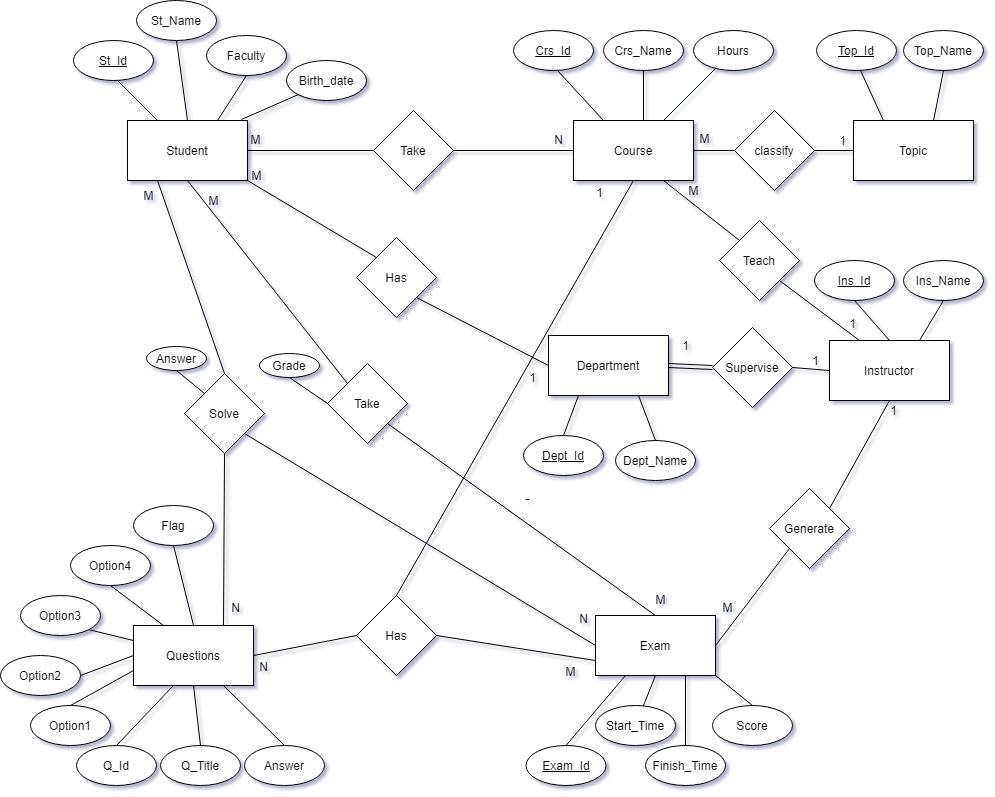 St_Name
St_Id
Faculty
Birth_date
Crs_Id
Crs_Name
Hours
Top_Id
Top_Name
Student
M
Take
N
Course
M
classify
1
Topic
M
M
M
1
M
Has
Teach
Ins_Id
Ins_Name
1
Answer
Grade
Department
1
Supervise
1
Instructor
1
Solve
Take
1
Dept_Id
Dept_Name
-
Flag
Generate
Option4
Option3
N
M
M
N
Questions
Has
Exam
N
M
Option2
Option1
Start_Time
Score
Q_Id
Q_Title
Answer
Exam_Id
Finish_Time